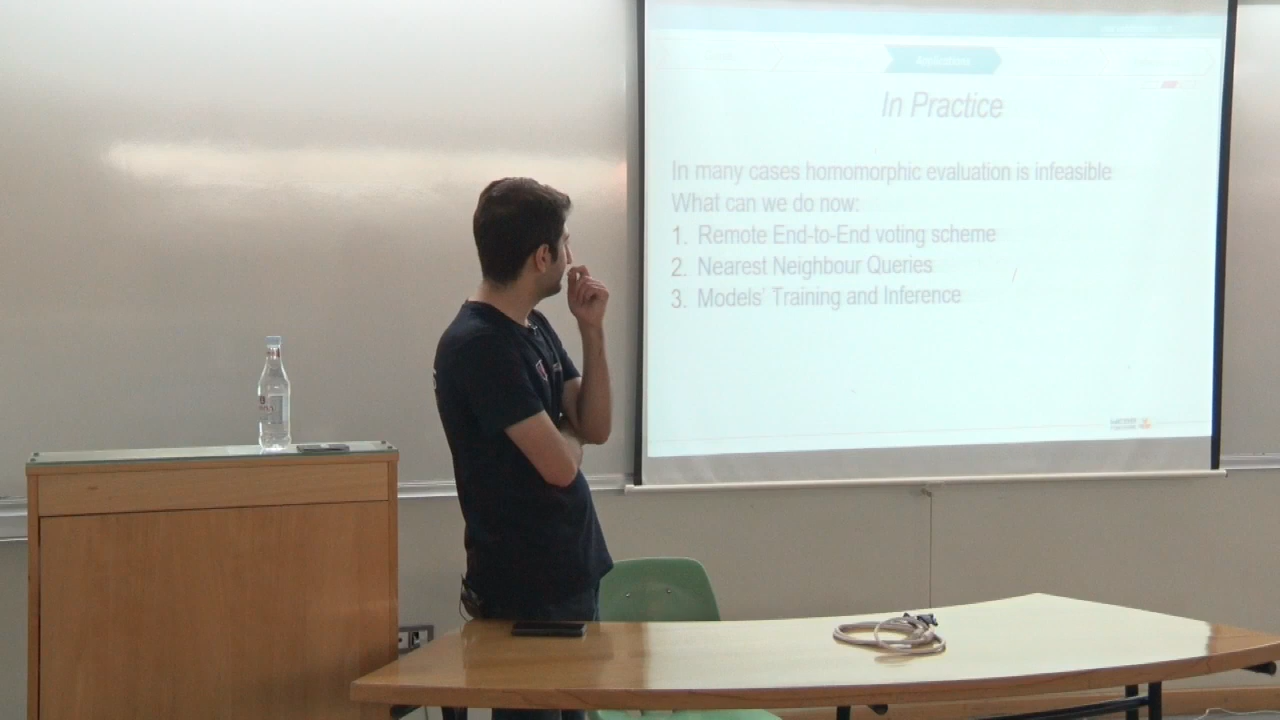 Applications
In Practice
In many cases homomorphic evaluation is infeasible
What can we do now:
1. Remote End-to-End voting scheme
2. Nearest Neighbour Queries
3. Models' Training and Inference